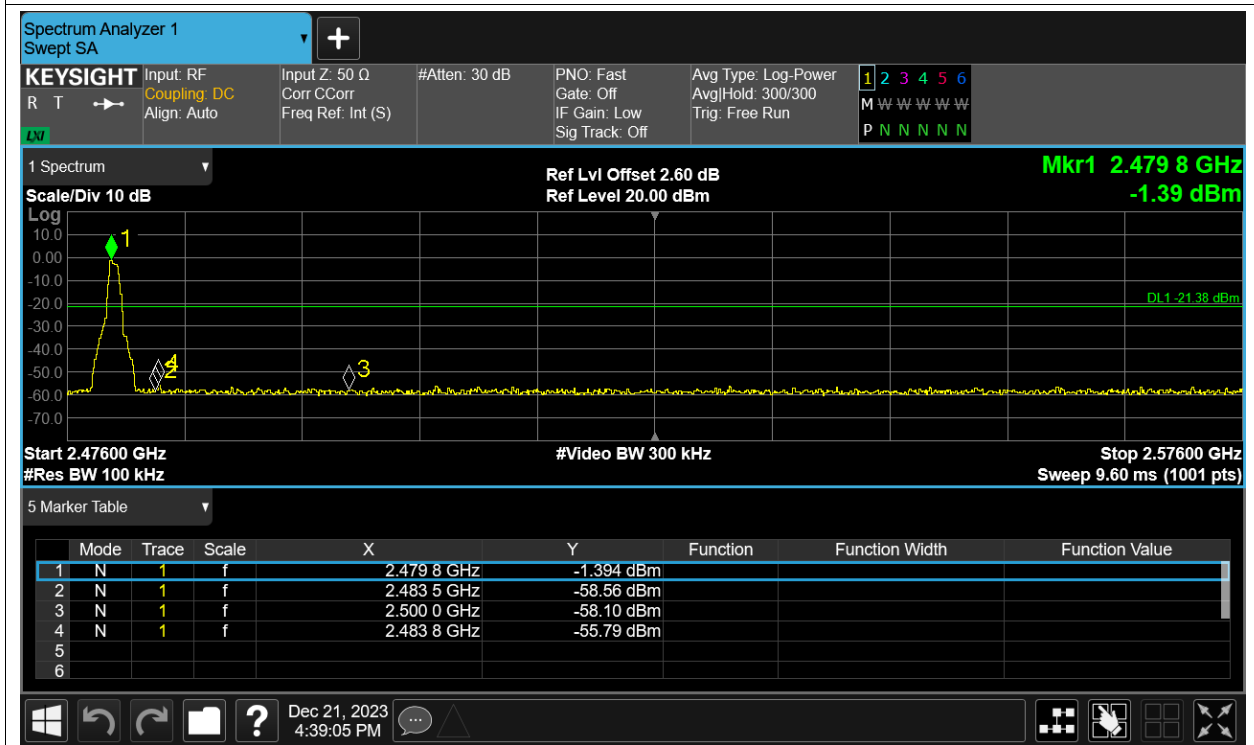 Spectrum Analyzer 1
Swept SA
KEYSIGHT
R T
LXI
Input: RF
Coupling: DC
Align: Auto
Input Z: 50 Ω
Corr CCorr
Freq Ref: Int (S)
#Atten: 30 dB
PNO: Fast
Gate: Off
IF Gain: Low
Sig Track: Off
Avg Type: Log-Power
Avg|Hold: 300/300
Trig: Free Run
1 2 3 4 5 6
M W W W W W
P N N N N N
1 Spectrum
Scale/Div 10 dB
Ref Lvl Offset 2.60 dB
Ref Level 20.00 dBm
Mkr1 2.479 8 GHz
-1.39 dBm
Log
10.0
0.00
-10.0
-20.0
-30.0
-40.0
-50.0
-60.0
-70.0
1
4
2
3
DL1 -21.38 dBm
Start 2.47600 GHz
#Res BW 100 kHz
#Video BW 300 kHz
Stop 2.57600 GHz
Sweep 9.60 ms (1001 pts)
5 Marker Table
Mode Trace Scale X Y Function Function Width Function Value
1 N 1 f 2.479 8 GHz -1.394 dBm
2 N 1 f 2.483 5 GHz -58.56 dBm
3 N 1 f 2.500 0 GHz -58.10 dBm
4 N 1 f 2.483 8 GHz -55.79 dBm
5
6
?
Dec 21, 2023
4:39:05 PM